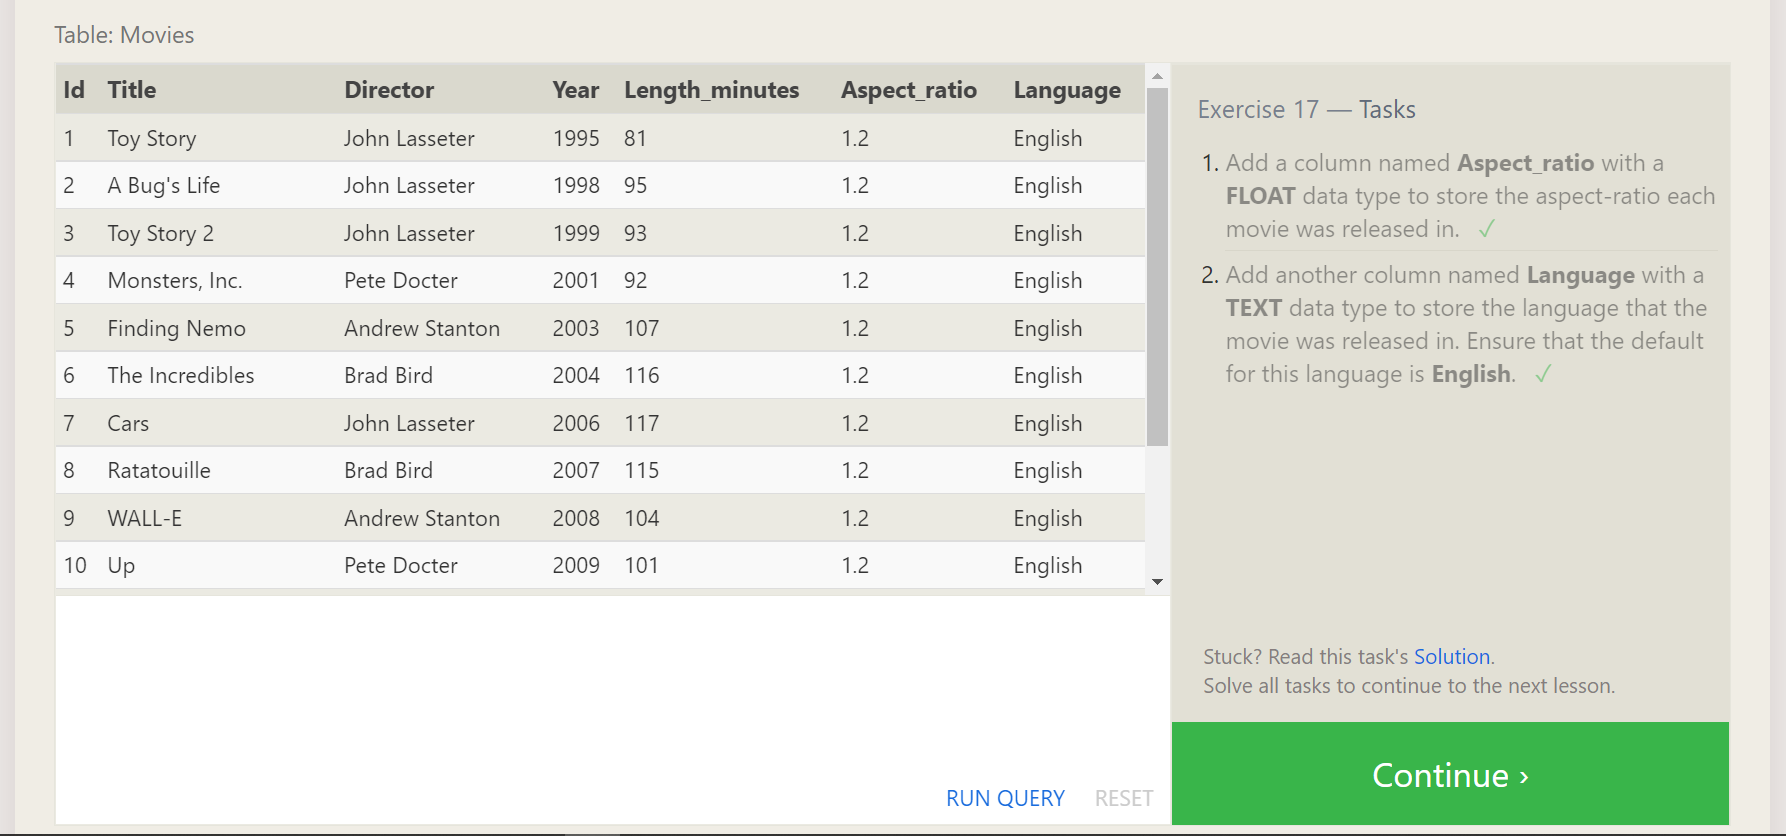 Table: Movies
Id Title Director Year Length_minutes Aspect_ratio Language
1 Toy Story John Lasseter 1995 81 1.2 English
2 A Bug's Life John Lasseter 1998 95 1.2 English
3 Toy Story 2 John Lasseter 1999 93 1.2 English
4 Monsters, Inc. Pete Docter 2001 92 1.2 English
5 Finding Nemo Andrew Stanton 2003 107 1.2 English
6 The Incredibles Brad Bird 2004 116 1.2 English
7 Cars John Lasseter 2006 117 1.2 English
8 Ratatouille Brad Bird 2007 115 1.2 English
9 WALL-E Andrew Stanton 2008 104 1.2 English
10 Up Pete Docter 2009 101 1.2 English
RUN QUERY RESET
Exercise 17 — Tasks
1. Add a column named Aspect_ratio with a
FLOAT data type to store the aspect-ratio each
movie was released in. ✓
2. Add another column named Language with a
TEXT data type to store the language that the
movie was released in. Ensure that the default
for this language is English. ✓
Stuck? Read this task's Solution.
Solve all tasks to continue to the next lesson.
Continue ›